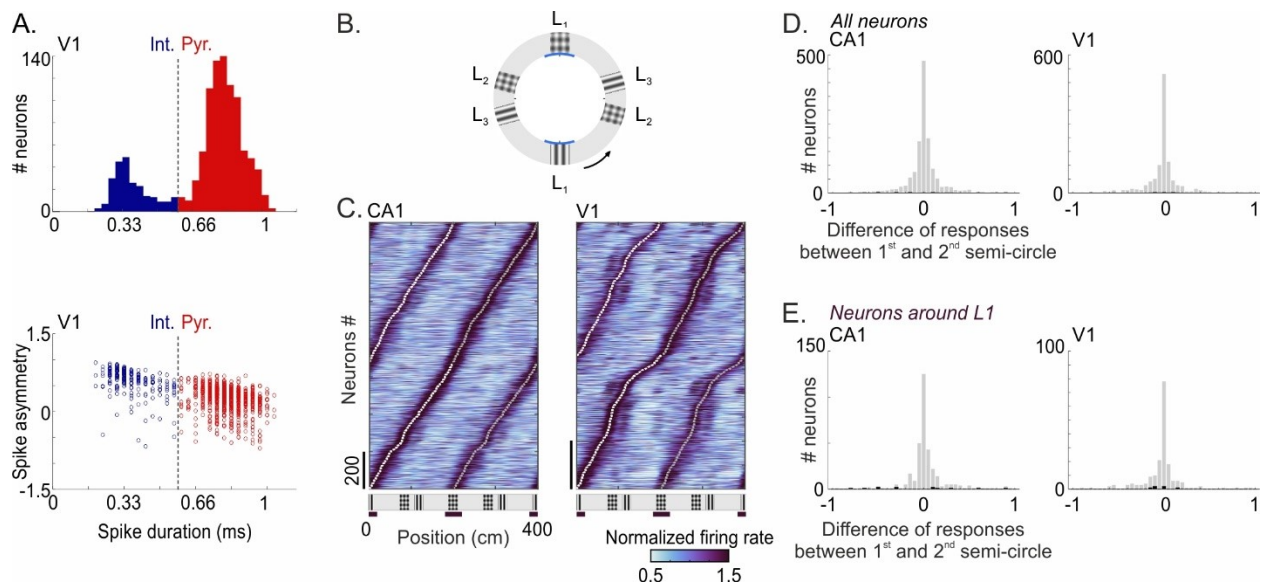 A.
V1
Int. Pyr.
140
# neurons
0
0 0.33 0.66 1
V1
Int. Pyr.
1.5
Spike asymmetry
0
-1.5
0.33 0.66 1
Spike duration (ms)
B.
L1
L2
L3
L3
L2
L1
C.
CA1
V1
Neurons #
200
0 400
Position (cm)
Normalized firing rate
0.5 1.5
D.
All neurons
CA1
V1
500
600
# neurons
0
0
-1 0 1
-1 0 1
Difference of responses
between 1st and 2nd semi-circle
E.
Neurons around L1
CA1
V1
150
100
# neurons
0
0
-1 0 1
-1 0 1
Difference of responses
between 1st and 2nd semi-circle